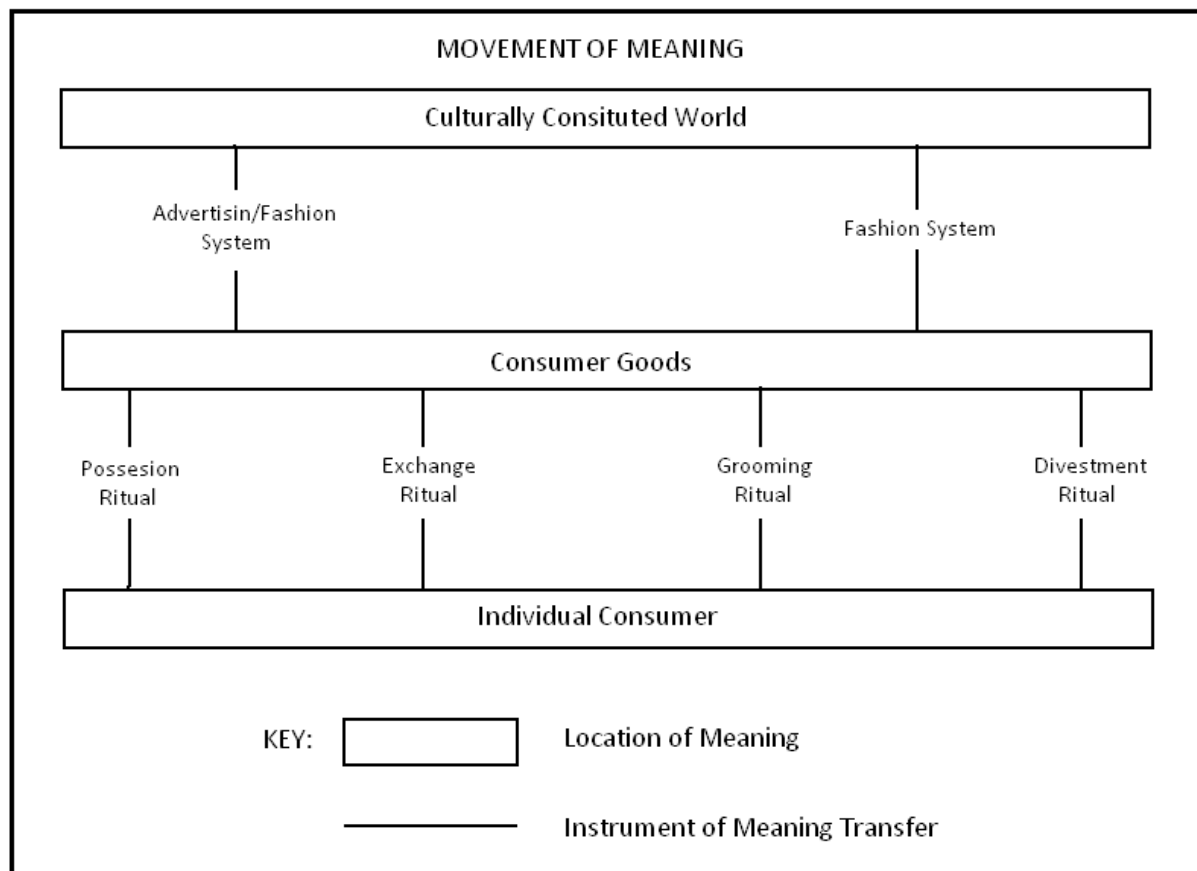 MOVEMENT OF MEANING
Culturally Consituted World
Advertisin/Fashion
System
Fashion System
Consumer Goods
Possesion
Ritual
Exchange
Ritual
Grooming
Ritual
Divestment
Ritual
Individual Consumer
KEY:
Location of Meaning
Instrument of Meaning Transfer